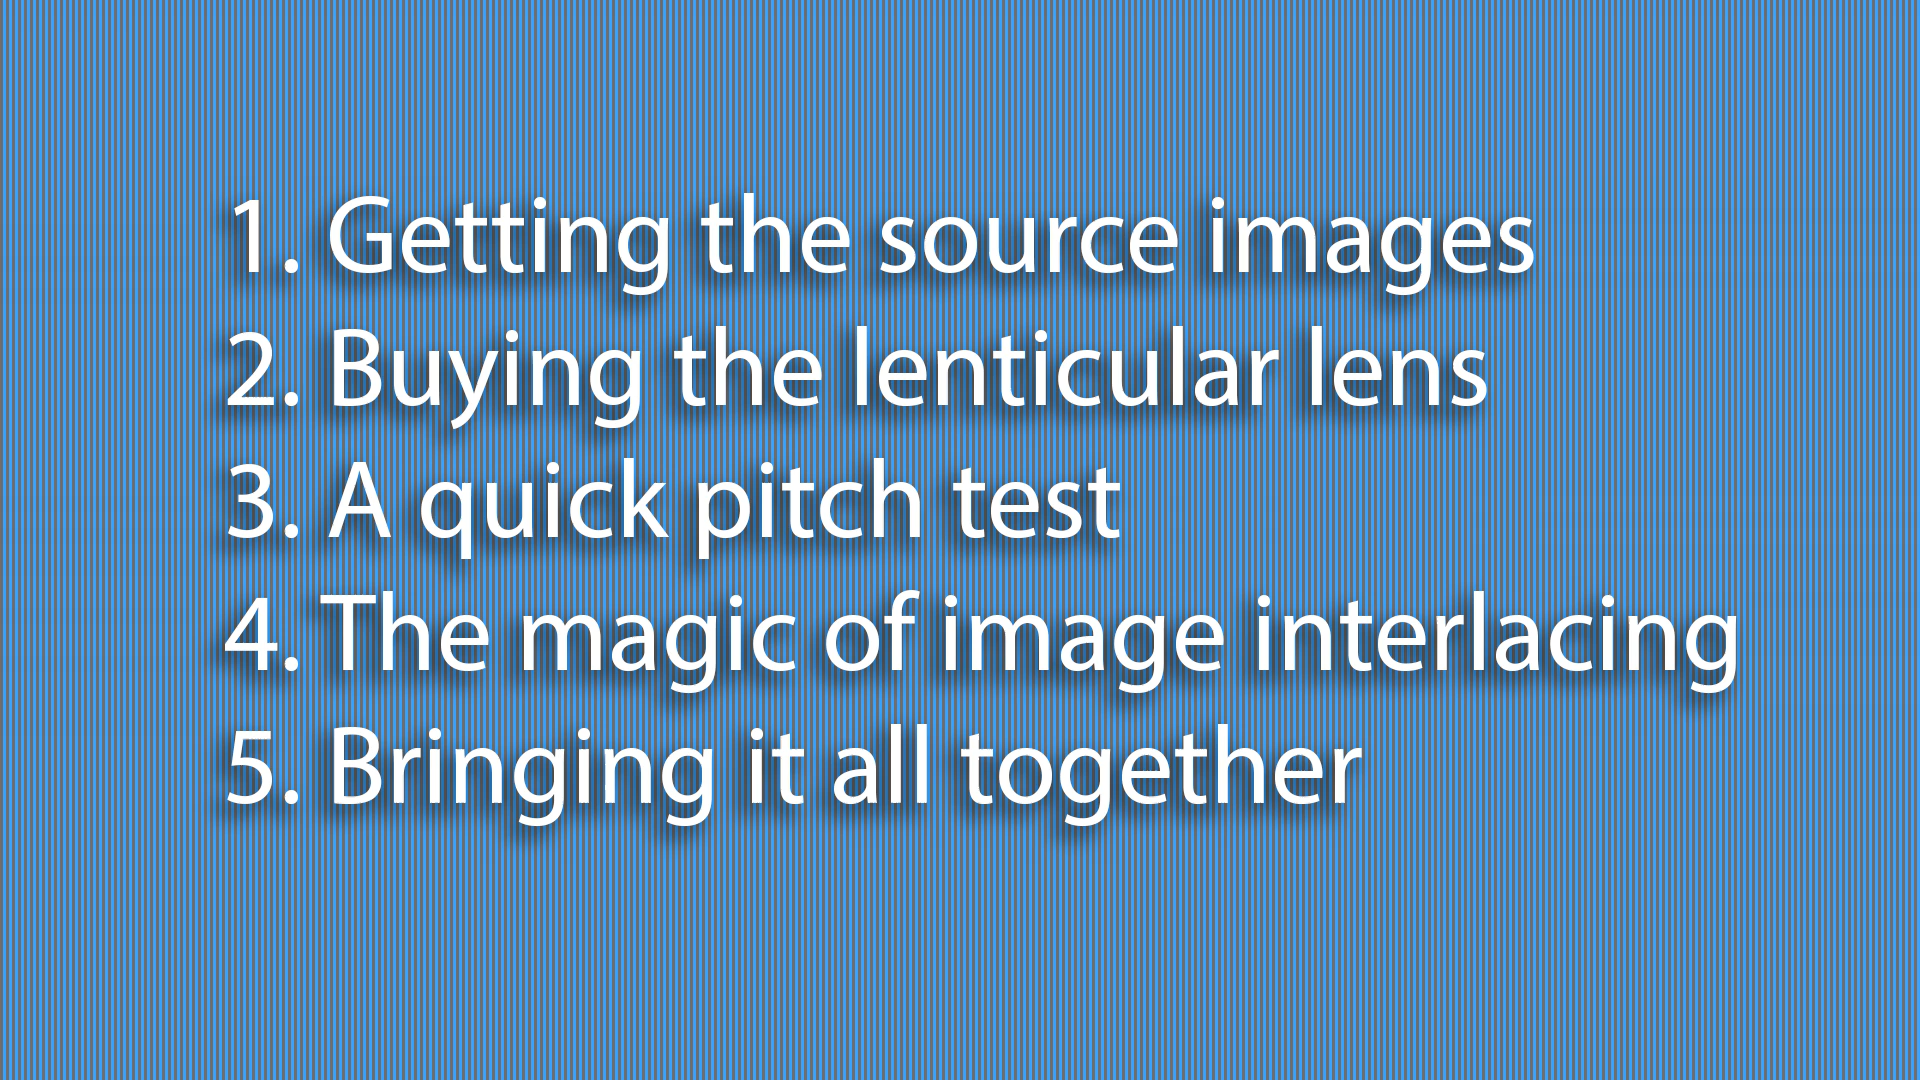 1. Getting the source images
2. Buying the lenticular lens
3. A quick pitch test
4. The magic of image interlacing
5. Bringing it all together